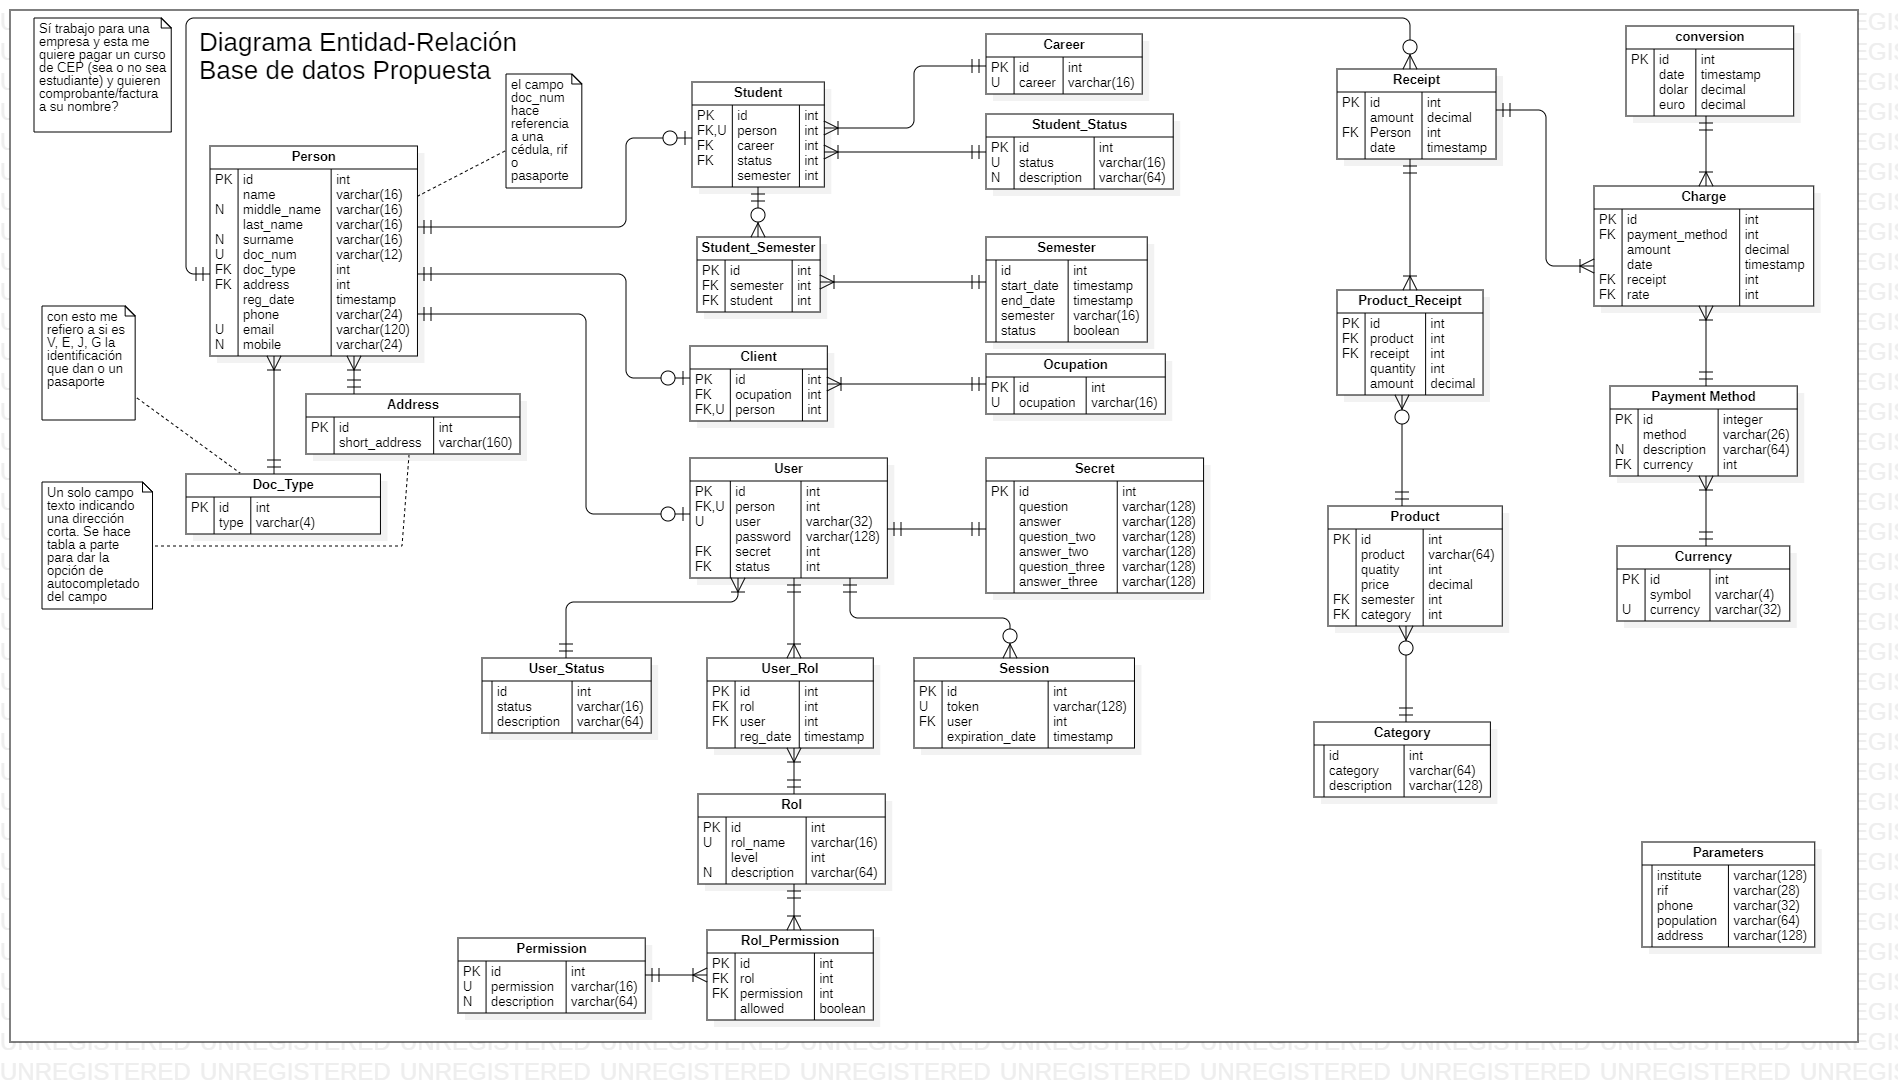 Diagrama Entidad-Relación
Base de datos Propuesta
Sí trabajo para una
empresa y esta me
quiere pagar un curso
de CEP (sea o no sea
estudiante) y quieren
comprobante/factura
a su nombre?
el campo
doc_num
hace
referencia
a una
cédula, rif
o
pasaporte
Person
PK id int
name varchar(16)
N middle_name varchar(16)
last_name varchar(16)
N surname varchar(16)
U doc_num varchar(12)
FK doc_type int
FK address int
reg_date timestamp
phone varchar(24)
U email varchar(120)
N mobile varchar(24)
con esto me
refiero a si es
V, E, J, G la
identificación
que dan o un
pasaporte
Address
PK id int
short_address varchar(160)
Doc_Type
PK id int
type varchar(4)
Un solo campo
texto indicando
una dirección
corta. Se hace
tabla a parte
para dar la
opción de
autocompletado
del campo
Student
PK id int
FK,U person int
FK career int
FK status int
semester int
Career
PK id int
U career varchar(16)
Student_Status
PK id int
U status varchar(16)
N description varchar(64)
Student_Semester
PK id int
FK semester int
FK student int
Semester
id int
start_date timestamp
end_date timestamp
semester varchar(16)
status boolean
Client
PK id int
FK ocupation int
FK,U person int
Ocupation
PK id int
U ocupation varchar(16)
User
PK id int
FK,U person int
U user varchar(32)
password varchar(128)
FK secret int
FK status int
Secret
PK id int
question varchar(128)
answer varchar(128)
question_two varchar(128)
answer_two varchar(128)
question_three varchar(128)
answer_three varchar(128)
User_Status
id int
status varchar(16)
description varchar(64)
User_Rol
PK id int
FK rol int
FK user int
reg_date timestamp
Session
PK id int
U token varchar(128)
FK user int
expiration_date timestamp
Rol
PK id int
U rol_name varchar(16)
level int
N description varchar(64)
Permission
PK id int
U permission varchar(16)
N description varchar(64)
Rol_Permission
PK id int
FK rol int
FK permission int
allowed boolean
Receipt
PK id int
amount decimal
FK Person int
date timestamp
Product_Receipt
PK id int
FK product int
FK receipt int
quantity int
amount decimal
Product
PK id int
product varchar(64)
quatity int
price decimal
FK semester int
FK category int
Category
id int
category varchar(64)
description varchar(128)
conversion
PK id int
date timestamp
dolar decimal
euro decimal
Charge
PK id int
FK payment_method int
amount decimal
date timestamp
FK receipt int
FK rate int
Payment Method
PK id integer
method varchar(26)
N description varchar(64)
FK currency int
Currency
PK id int
symbol varchar(4)
U currency varchar(32)
Parameters
institute varchar(128)
rif varchar(28)
phone varchar(32)
population varchar(64)
address varchar(128)
UNREGISTERED UNREGISTERED UNREGISTERED UNREGISTERED UNREGISTERED UNREGISTERED UNREGISTERED UNREGISTERED UNREGISTERED